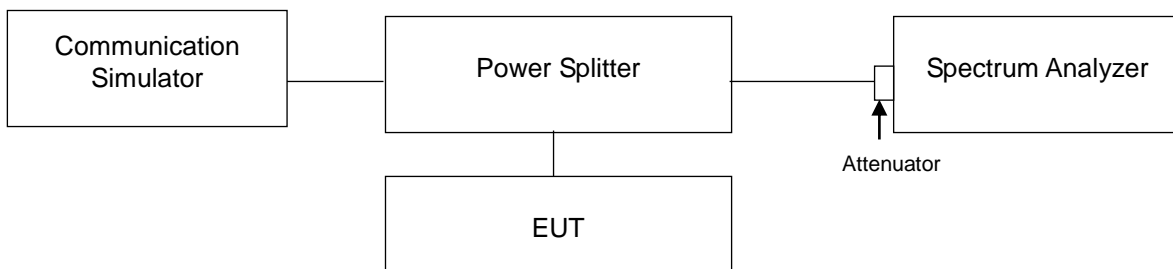 Communication
Simulator
Power Splitter
Spectrum Analyzer
Attenuator
EUT